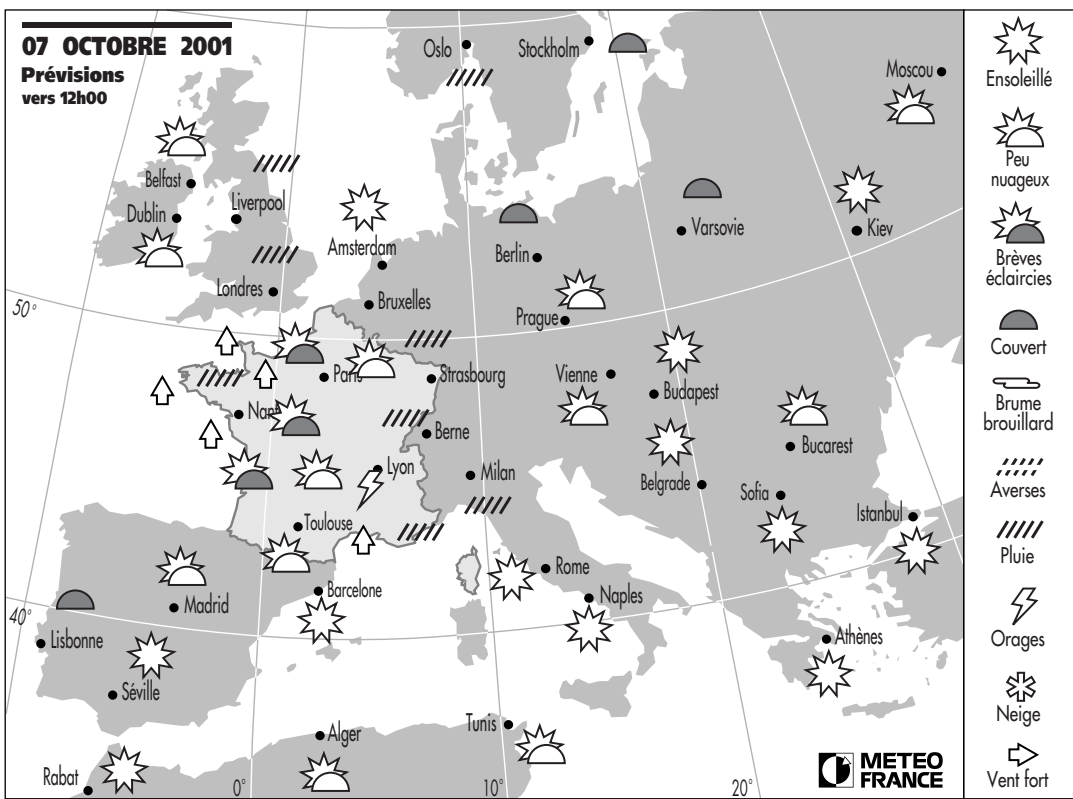 07 OCTOBRE 2001
Prévisions
vers 12h00
Oslo
Stockholm
Moscou
Belfast
Dublin
Liverpool
Londres
Amsterdam
Bruxelles
Berlin
Varsovie
Kiev
Prague
50°
Paris
Strasbourg
Vienne
Budapest
Nant
Berne
Bucarest
Lyon
Milan
Belgrade
Sofia
Istanbul
Toulouse
Rome
Naples
Barcelone
Madrid
40°
Lisbonne
Séville
Athènes
Tunis
Alger
Rabat
0°
10°
20°
METEO
FRANCE
Ensoleillé
Peu
nuageux
Brèves
éclaircies
Couvert
Brume
brouillard
Averses
Pluie
Orages
Neige
Vent fort